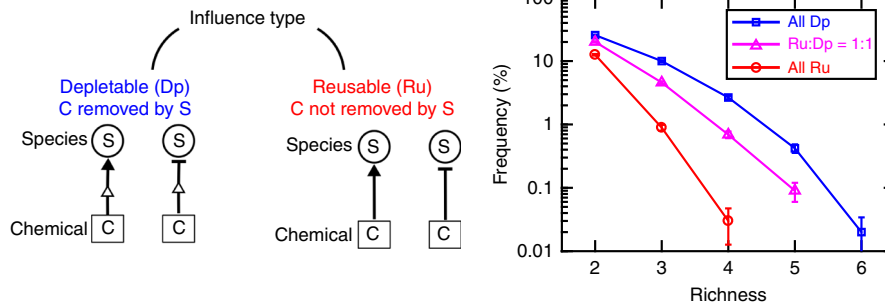 Influence type
Depletable (Dp)
C removed by S
Reusable (Ru)
C not removed by S
Species
S
S
Chemical
C
C
Species
S
S
Chemical
C
C
Frequency (%)
100
10
1
0.1
0.01
2
3
4
5
6
Richness
All Dp
Ru:Dp = 1:1
All Ru